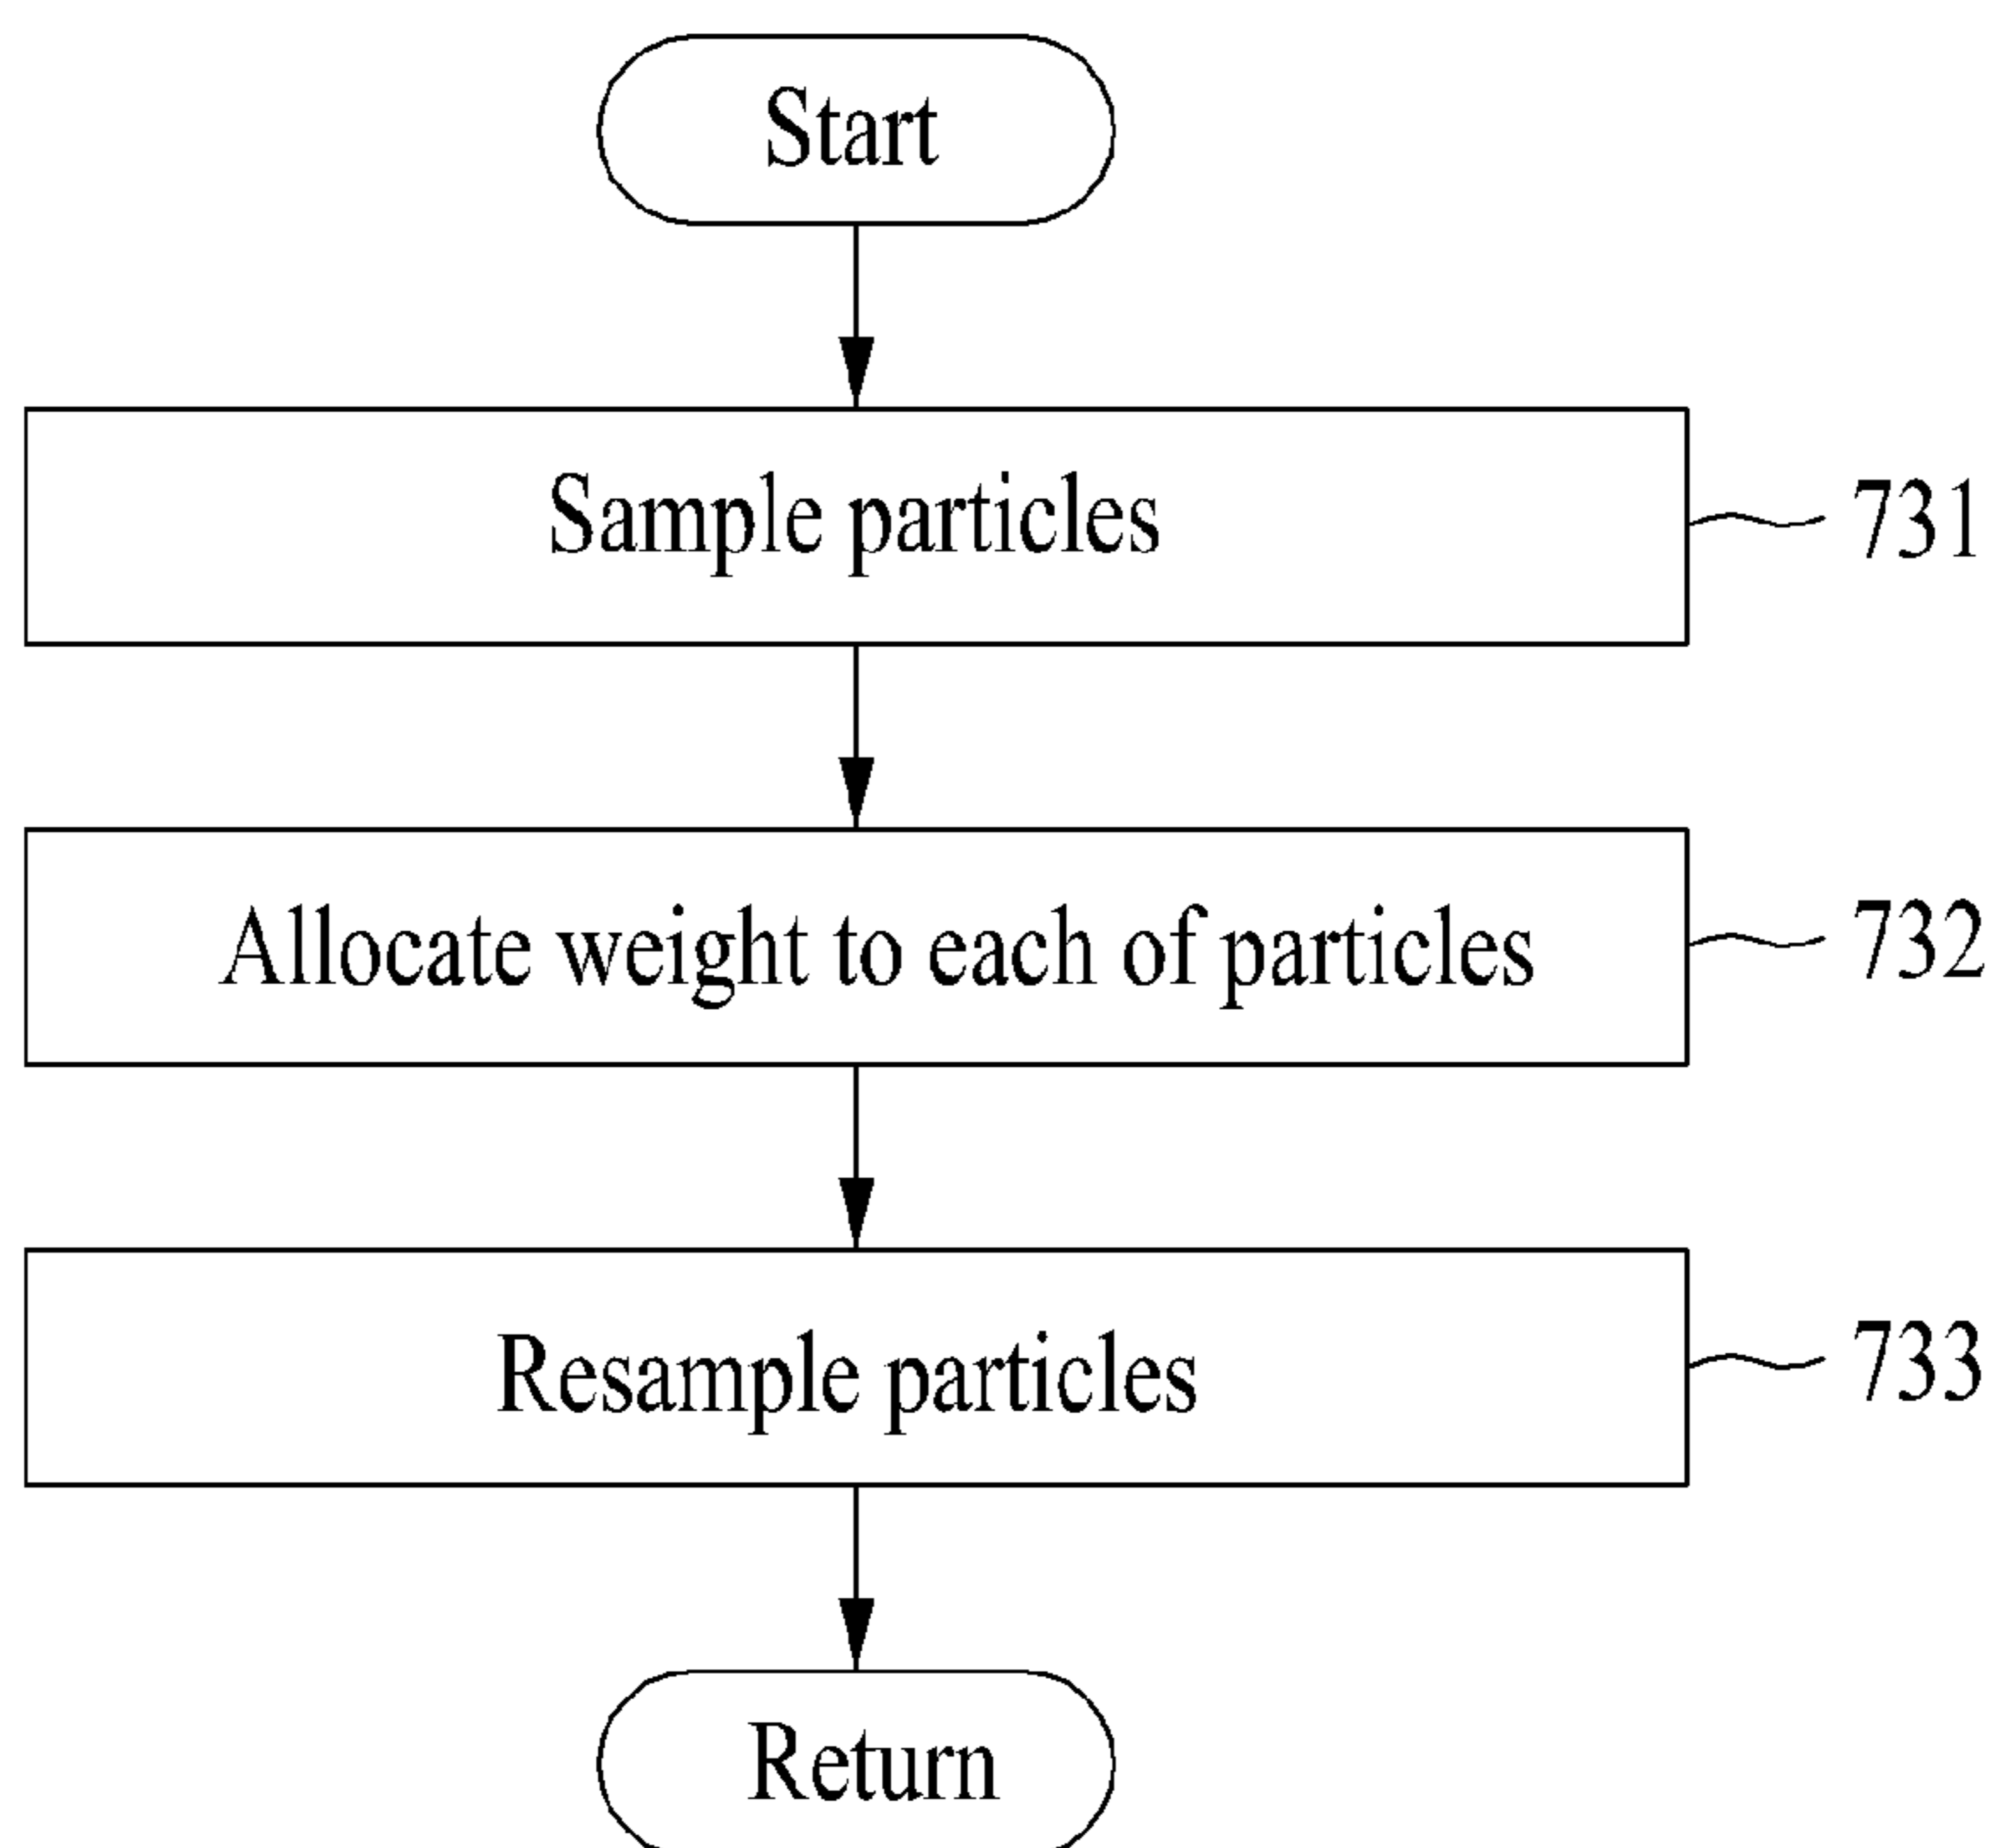 Start
Sample particles
731
Allocate weight to each of particles
732
Resample particles
733
Return